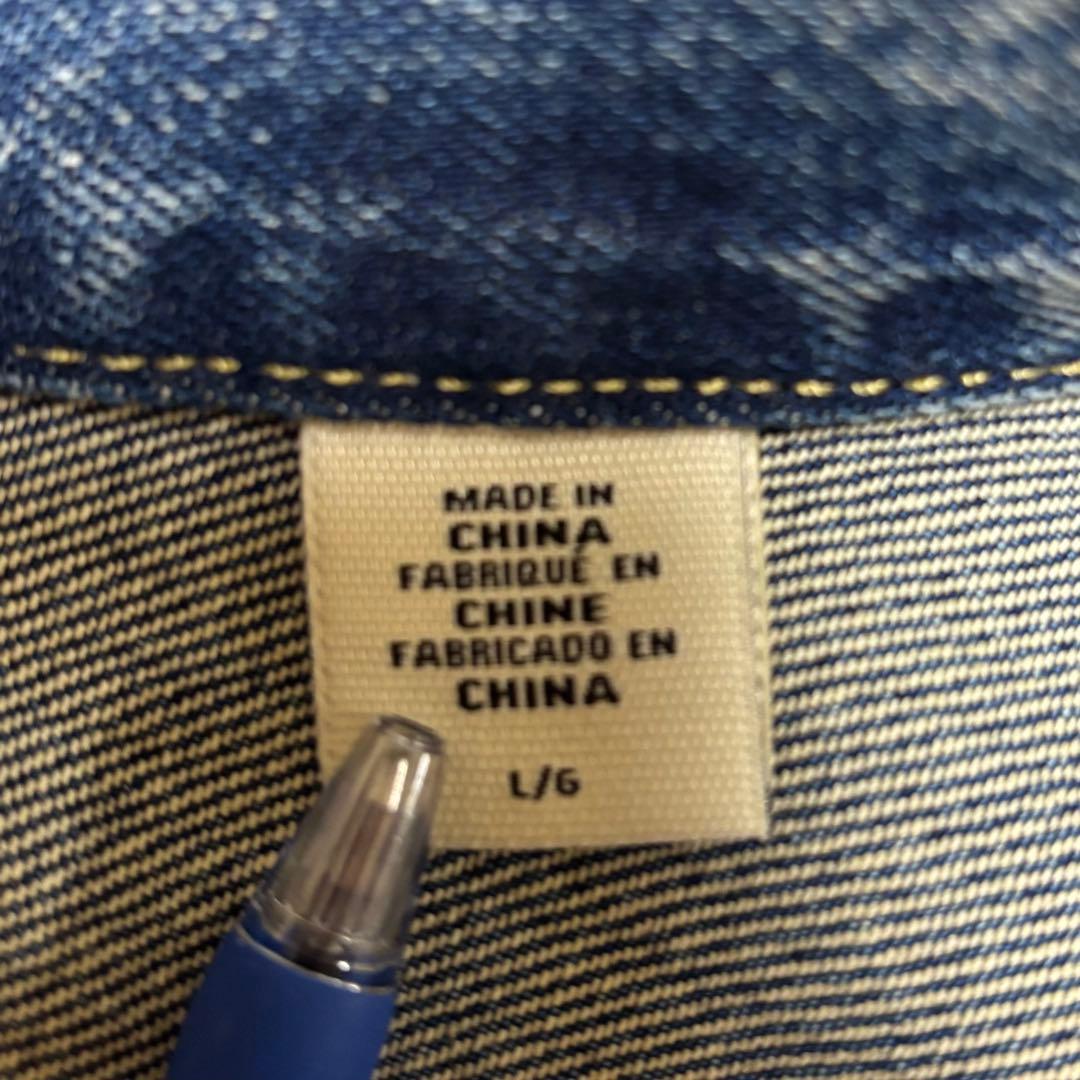 MADE IN
CHINA
FABRIQUÉ EN
CHINE
FABRICADO EN
CHINA
L/G